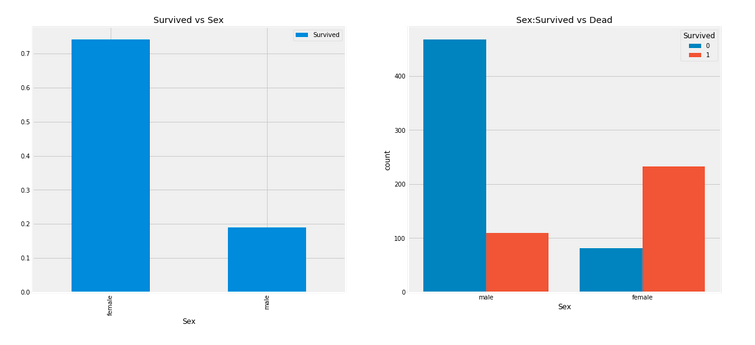 Survived vs Sex
Survived
0.7
0.6
0.5
0.4
0.3
0.2
0.1
0.0
female
male
Sex
Sex:Survived vs Dead
Survived
0
1
count
400
300
200
100
0
male
female
Sex